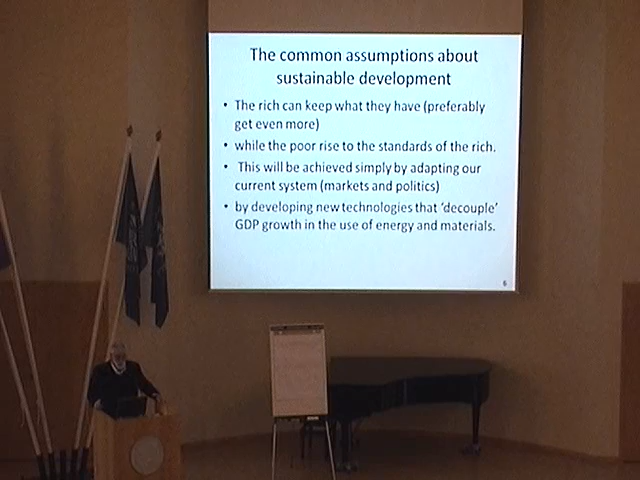 The common assumptions about
sustainable development
• The rich can keep what they have (preferably
get even more)
• while the poor rise to the standards of the rich.
• This will be achieved simply by adapting our
current system (markets and politics)
• by developing new technologies that ‘decouple’
GDP growth in the use of energy and materials.
6